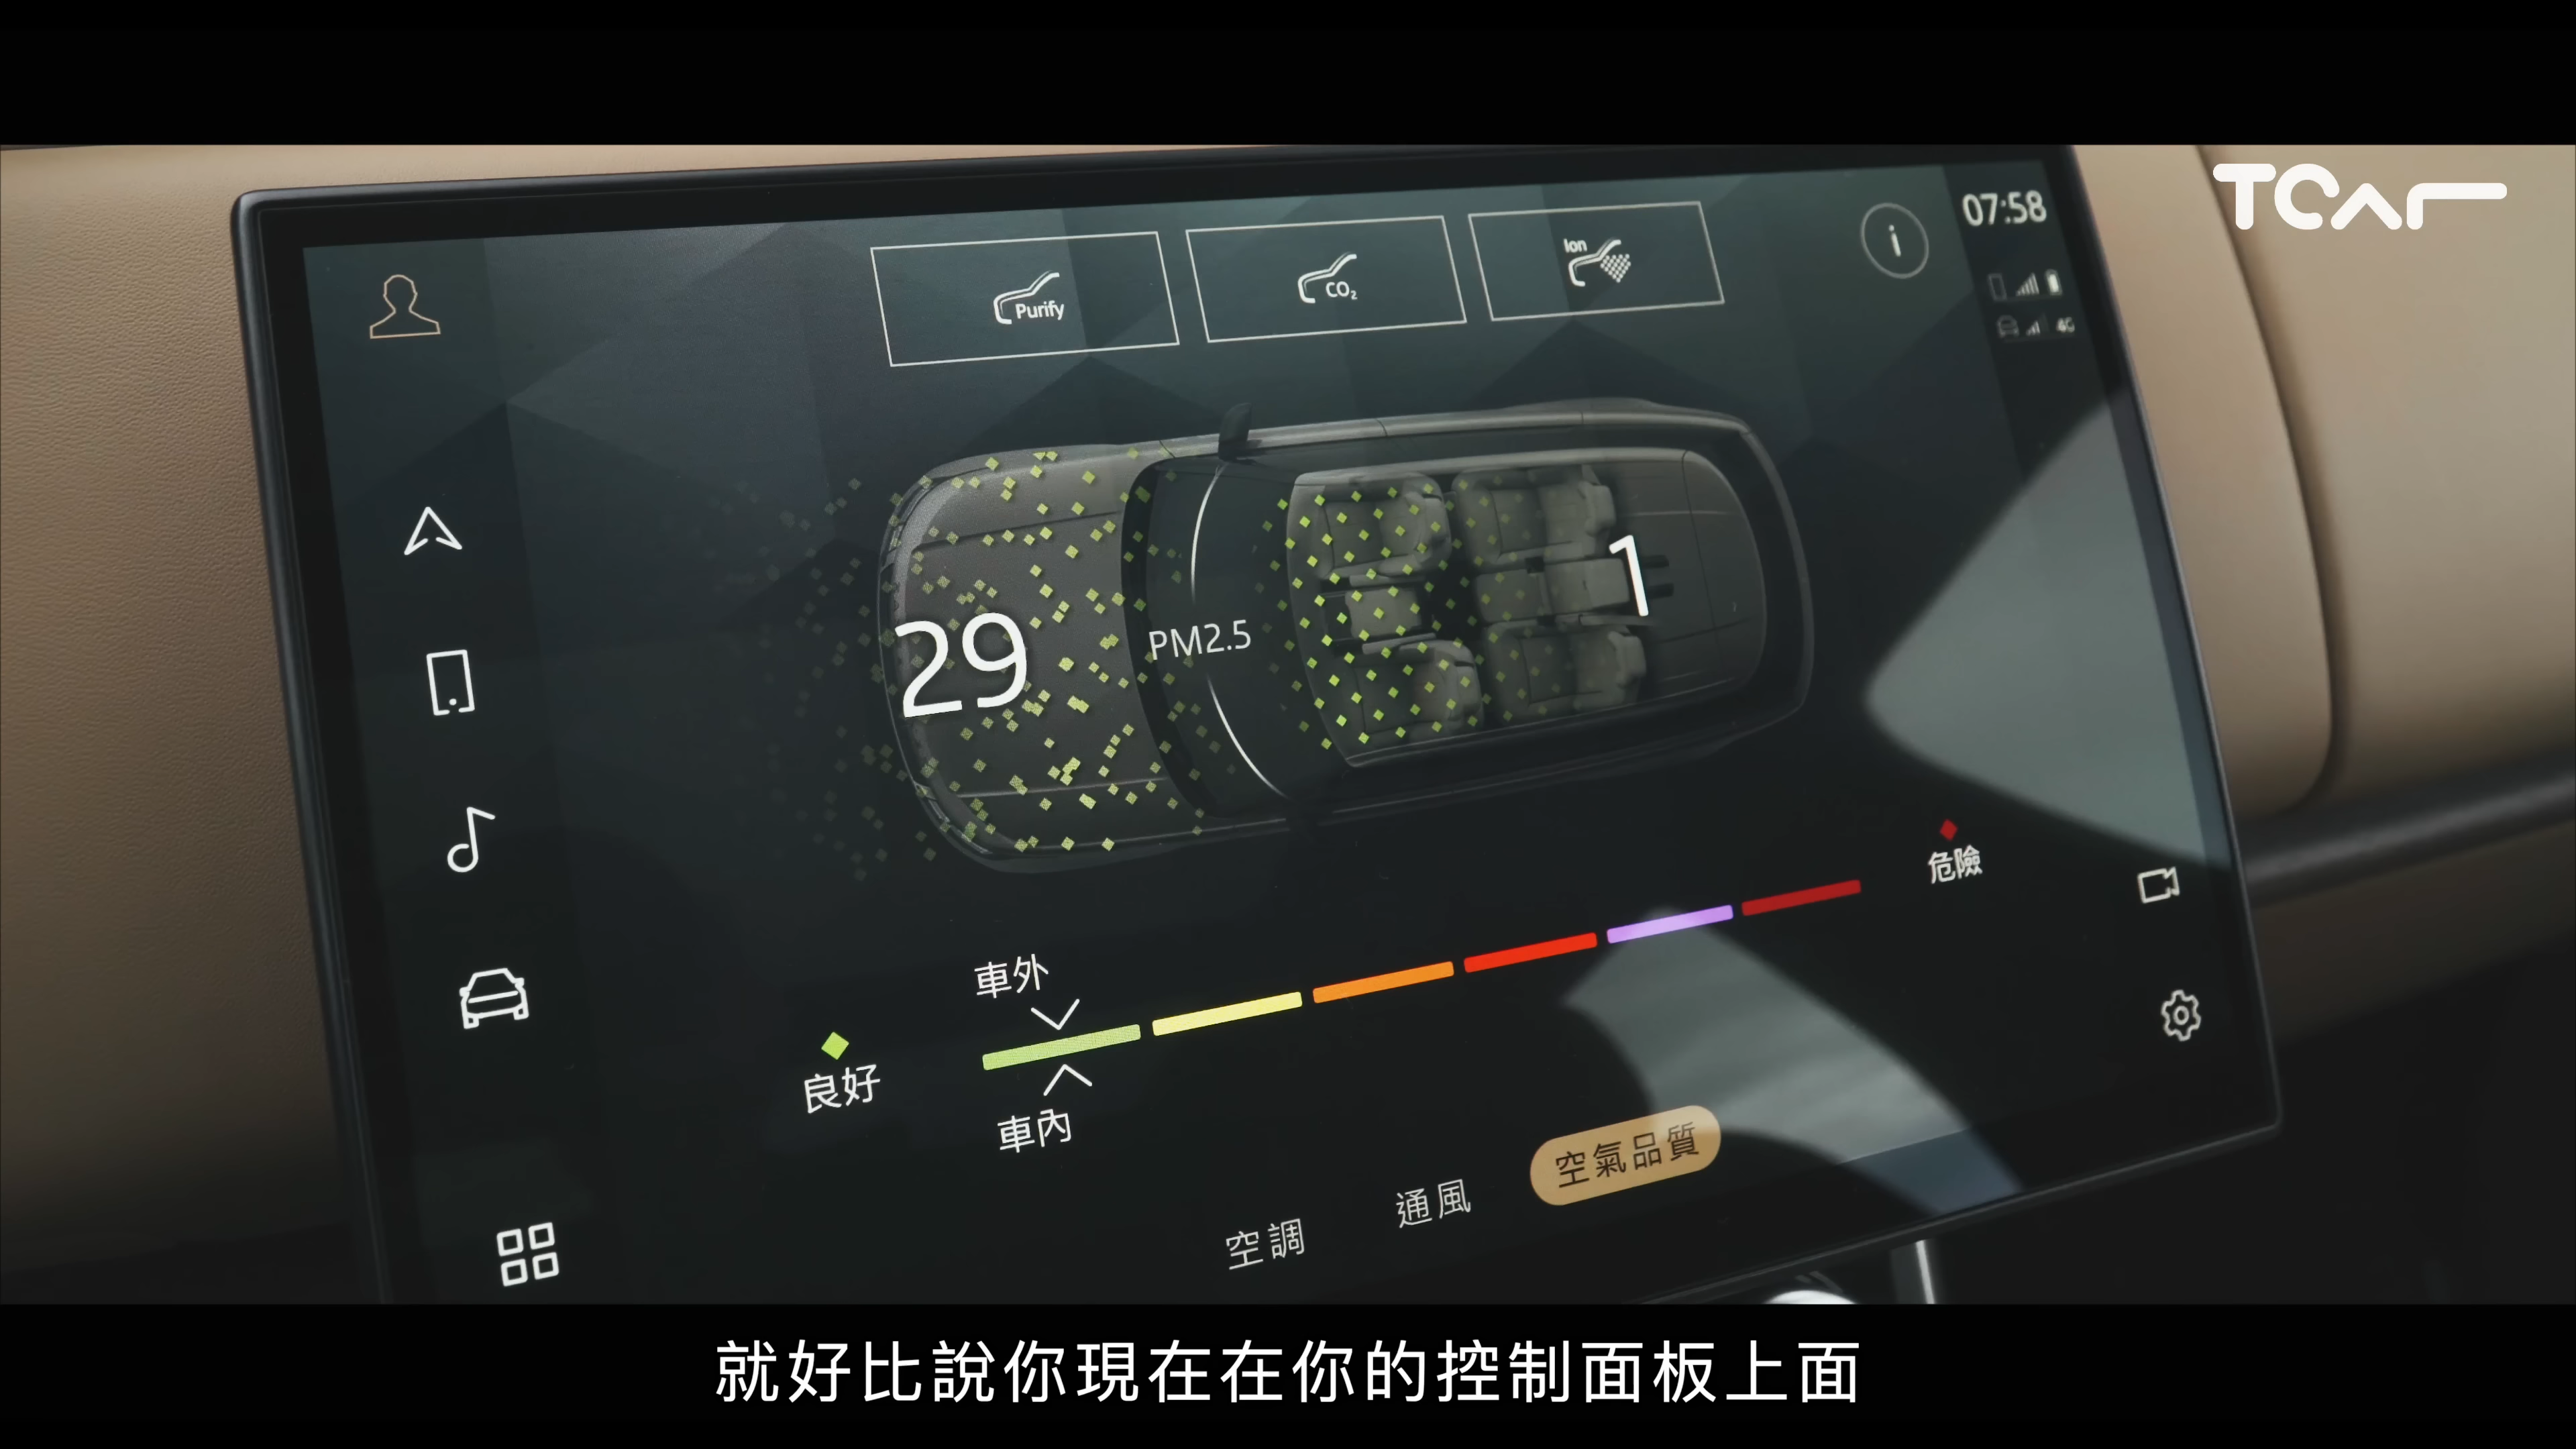 TCar
07:58
Purify
CO₂
Ion
i
4G
29
PM2.5
1
危險
車外
良好
車內
空調
通風
空氣品質
就好比說你現在在你的控制面板上面